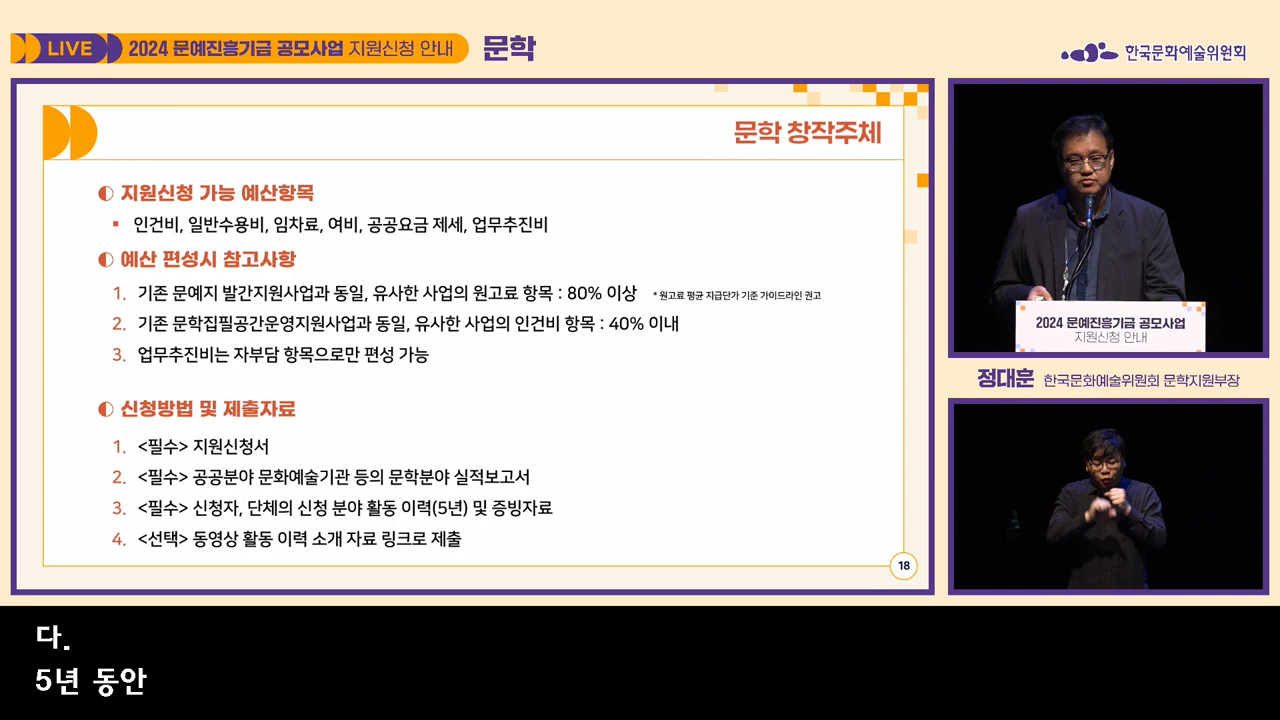 LIVE 2024 문예진흥기금 공모사업 지원신청 안내 문학
한국문화예술위원회
문학 창작주체
지원신청 가능 예산항목
인건비, 일반수용비, 임차료, 여비, 공공요금 제세, 업무추진비
예산 편성시 참고사항
1. 기존 문예지 발간지원사업과 동일, 유사한 사업의 원고료 항목 : 80% 이상 * 원고료 평균 지급단가 기준 가이드라인 권고
2. 기존 문학집필공간운영지원사업과 동일, 유사한 사업의 인건비 항목 : 40% 이내
3. 업무추진비는 자부담 항목으로만 편성 가능
신청방법 및 제출자료
1. <필수> 지원신청서
2. <필수> 공공분야 문화예술기관 등의 문학분야 실적보고서
3. <필수> 신청자, 단체의 신청 분야 활동 이력(5년) 및 증빙자료
4. <선택> 동영상 활동 이력 소개 자료 링크로 제출
18
2024 문예진흥기금 공모사업
지원신청 안내
정대훈 한국문화예술위원회 문학지원부장
다.
5년 동안